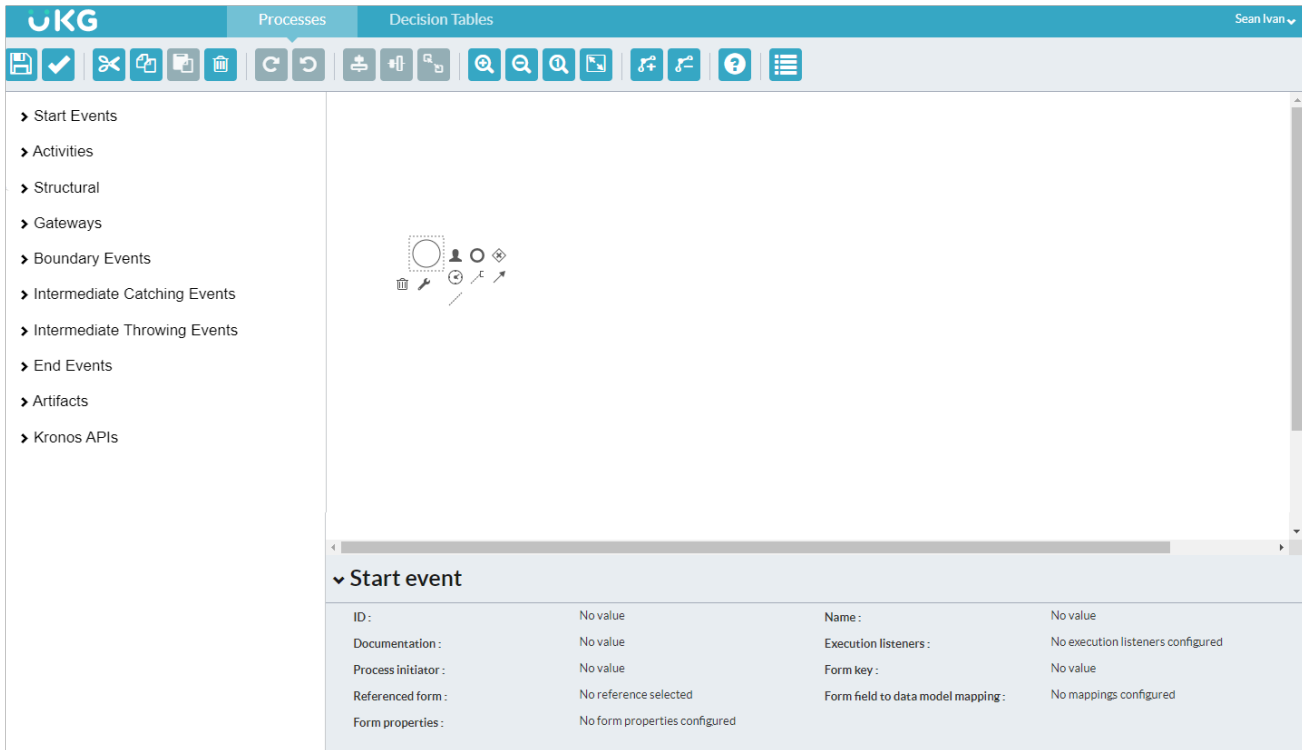 UKG Processes Decision Tables Sean Ivan
Start Events
Activities
Structural
Gateways
Boundary Events
Intermediate Catching Events
Intermediate Throwing Events
End Events
Artifacts
Kronos APIs
Start event
ID : No value Name : No value
Documentation : No value Execution listeners : No execution listeners configured
Process initiator : No value Form key : No value
Referenced form : No reference selected Form field to data model mapping : No mappings configured
Form properties : No form properties configured